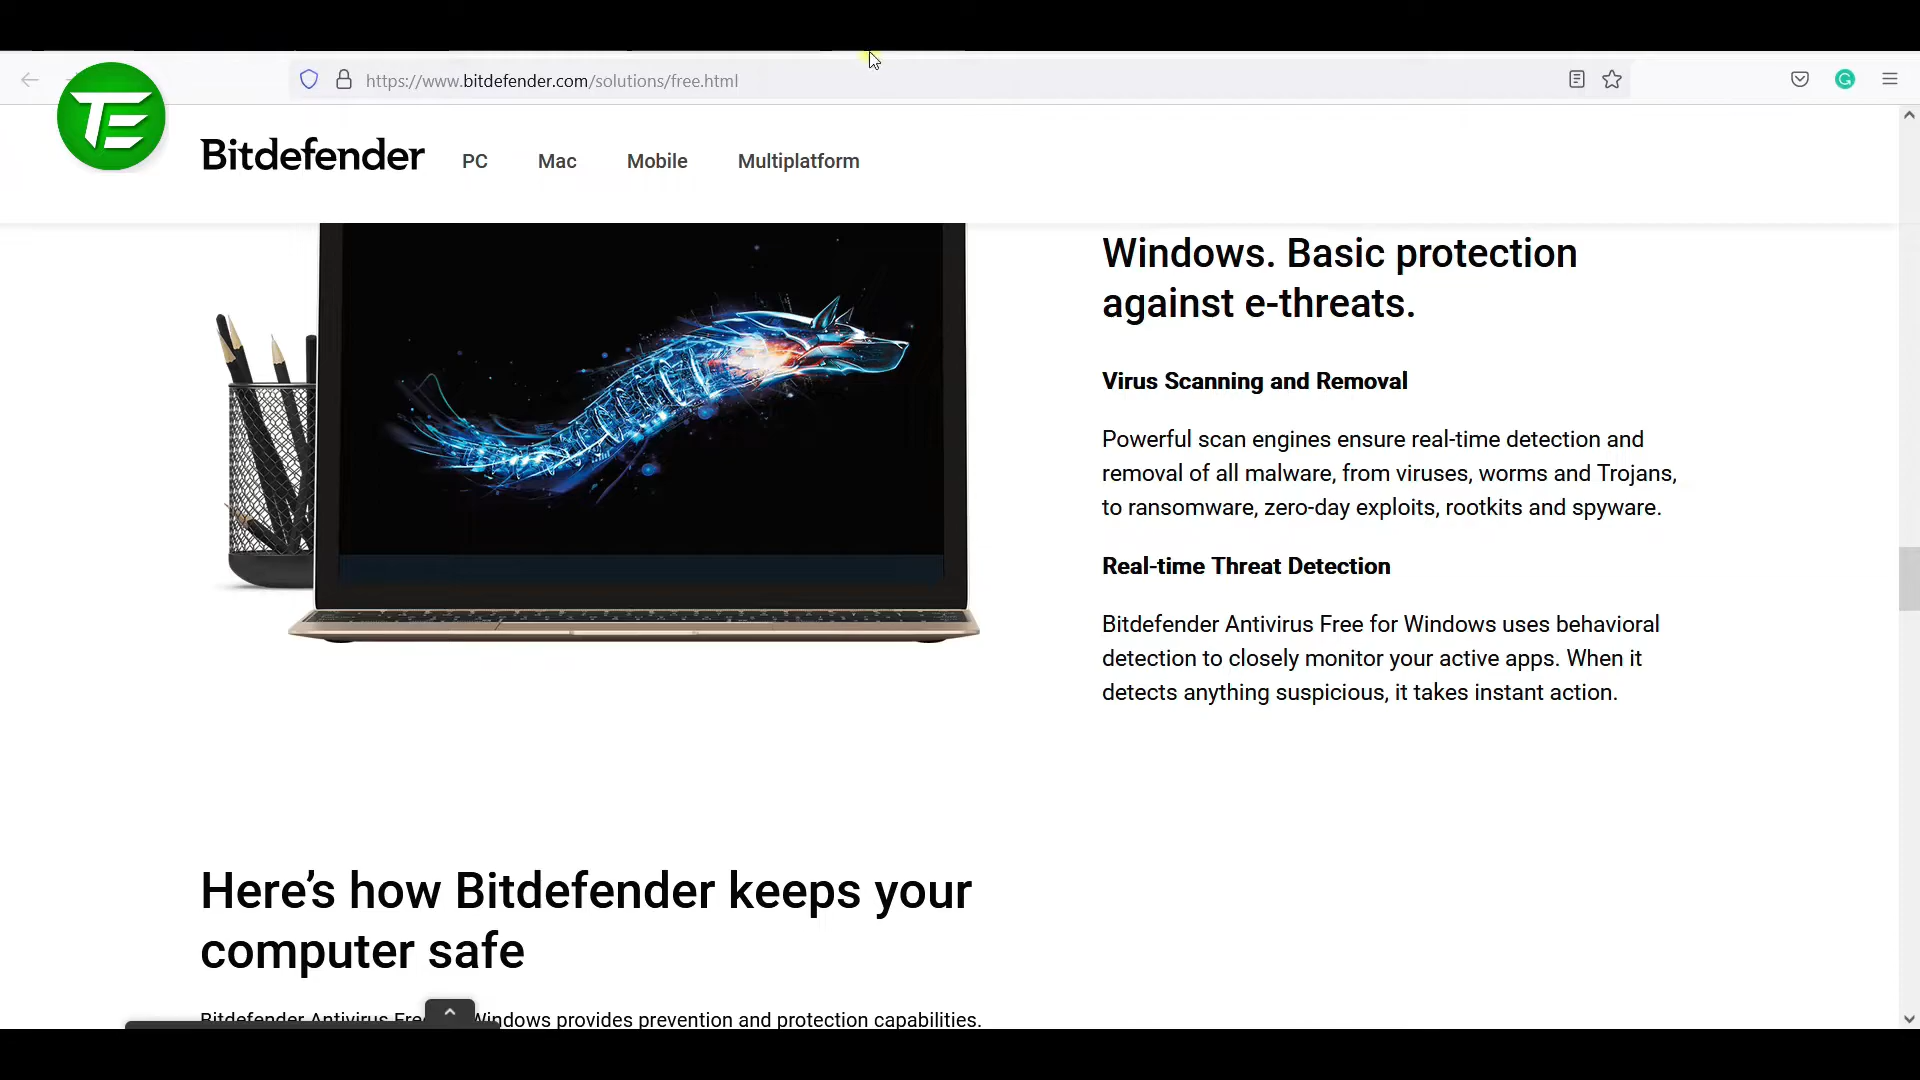 TE
https://www.bitdefender.com/solutions/free.html
G
Bitdefender
PC
Mac
Mobile
Multiplatform
Windows. Basic protection
against e-threats.
Virus Scanning and Removal
Powerful scan engines ensure real-time detection and
removal of all malware, from viruses, worms and Trojans,
to ransomware, zero-day exploits, rootkits and spyware.
Real-time Threat Detection
Bitdefender Antivirus Free for Windows uses behavioral
detection to closely monitor your active apps. When it
detects anything suspicious, it takes instant action.
Here’s how Bitdefender keeps your
computer safe
Bitdefender Antivirus Free Windows provides prevention and protection capabilities.